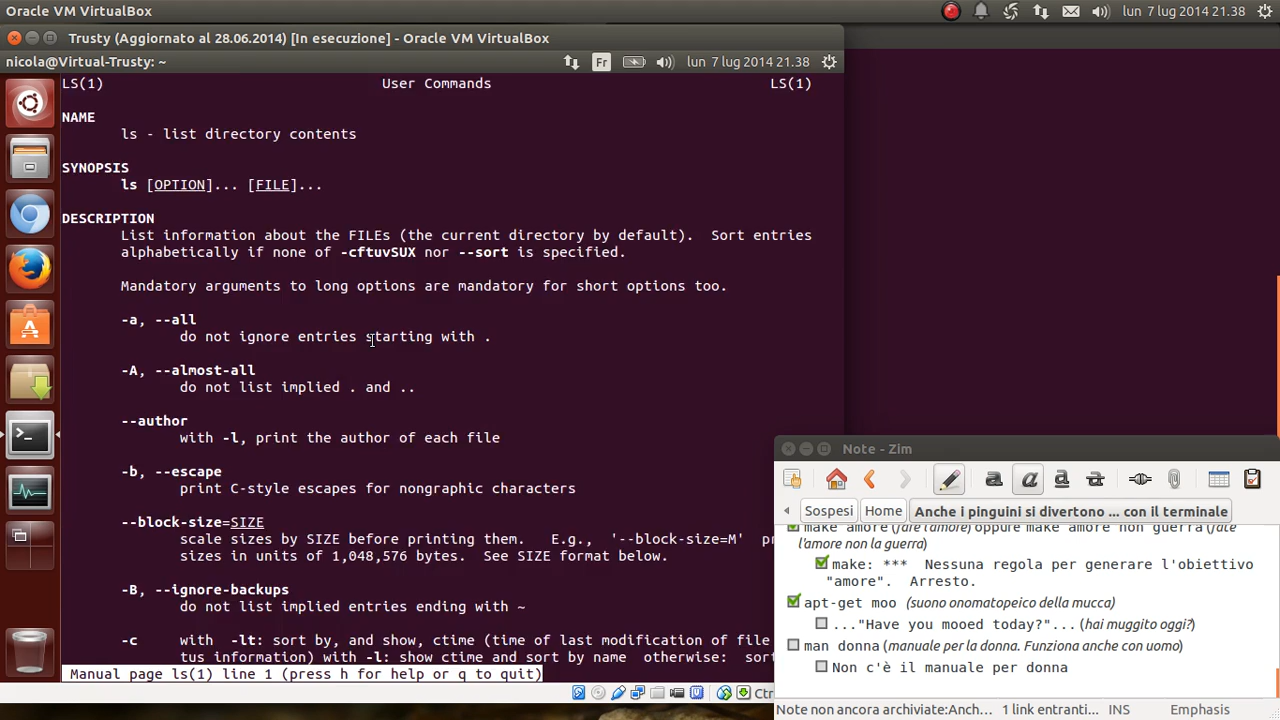 Oracle VM VirtualBox
lun 7 lug 2014 21.38
Trusty (Aggiornato al 28.06.2014) [In esecuzione] - Oracle VM VirtualBox
nicola@Virtual-Trusty: ~
Fr
lun 7 lug 2014 21.38
LS(1) User Commands LS(1)
NAME
ls - list directory contents
SYNOPSIS
ls [OPTION]... [FILE]...
DESCRIPTION
List information about the FILEs (the current directory by default). Sort entries
alphabetically if none of -cftuvSUX nor --sort is specified.
Mandatory arguments to long options are mandatory for short options too.
-a, --all
do not ignore entries starting with .
-A, --almost-all
do not list implied . and ..
--author
with -l, print the author of each file
-b, --escape
print C-style escapes for nongraphic characters
--block-size=SIZE
scale sizes by SIZE before printing them. E.g., '--block-size=M' p
sizes in units of 1,048,576 bytes. See SIZE format below.
-B, --ignore-backups
do not list implied entries ending with ~
-c with -lt: sort by, and show, ctime (time of last modification of file
tus information) with -l: show ctime and sort by name otherwise: sort
Manual page ls(1) line 1 (press h for help or q to quit)
Ctr
Note - Zim
Sospesi
Home
Anche i pinguini si divertono ... con il terminale
make amore (fare l'amore) oppure make amore non guerra (fate
l'amore non la guerra)
make: *** Nessuna regola per generare l'obiettivo
"amore". Arresto.
apt-get moo (suono onomatopeico della mucca)
..."Have you mooed today?"... (hai muggito oggi?)
man donna (manuale per la donna. Funziona anche con uomo)
Non c'è il manuale per donna
Note non ancora archiviate:Anch...
1 link entranti...
INS
Emphasis